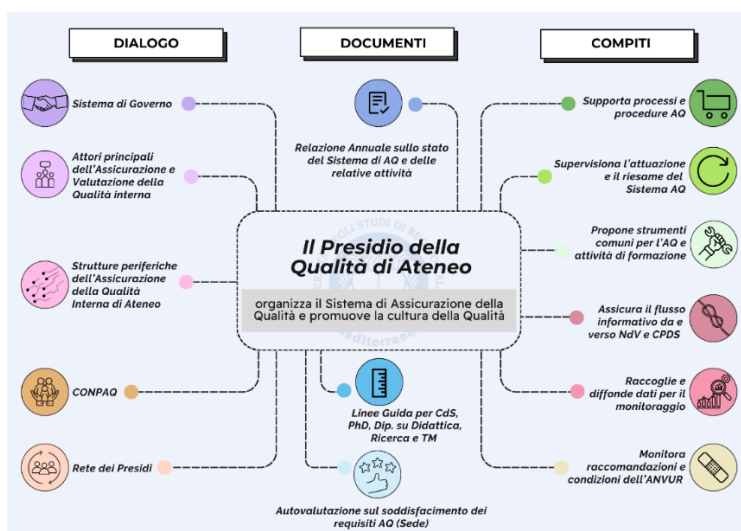 DIALOGO
DOCUMENTI
COMPITI
Sistema di Governo
Attori principali
dell'Assicurazione e
Valutazione della
Qualità interna
Strutture periferiche
dell'Assicurazione
della Qualità
Interna di Ateneo
CONPAQ
Rete dei Presidi
Relazione Annuale sullo stato
del Sistema di AQ e delle
relative attività
Il Presidio della
Qualità di Ateneo
organizza il Sistema di Assicurazione della
Qualità e promuove la cultura della Qualità
Linee Guida per CdS,
PhD, Dip. su Didattica,
Ricerca e TM
Autovalutazione sul soddisfacimento dei
requisiti AQ (Sede)
Supporta processi e
procedure AQ
Supervisiona l'attuazione
e il riesame del
Sistema AQ
Propone strumenti
comuni per l'AQ e
attività di formazione
Assicura il flusso
informativo da e
verso NdV e CPDS
Raccoglie e
diffonde dati per il
monitoraggio
Monitora
raccomandazioni e
condizioni dell'ANVUR